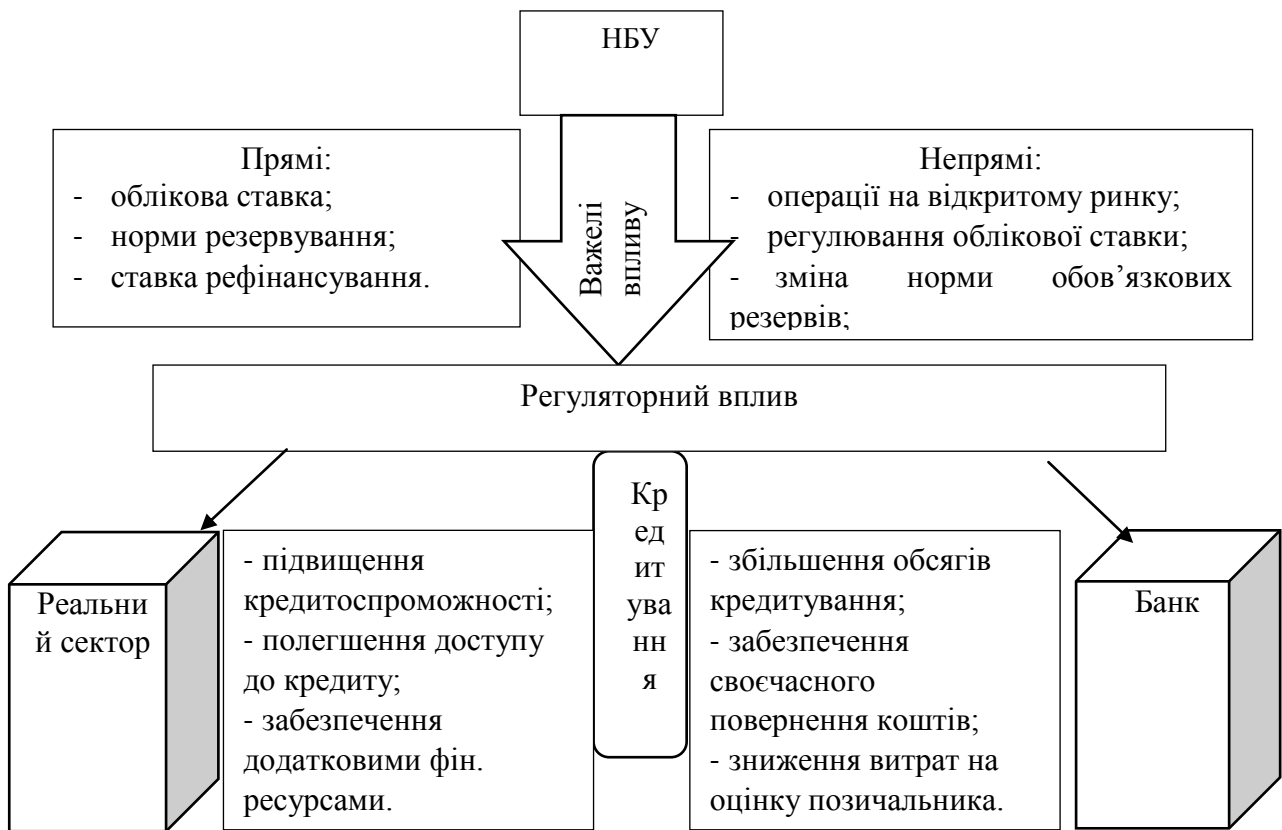 НБУ
Прямі:
- облікова ставка;
- норми резервування;
- ставка рефінансування.
Важелі
впливу
Непрямі:
- операції на відкритому ринку;
- регулювання облікової ставки;
- зміна норми обов’язкових
резервів;
Регуляторний вплив
Реальни
й сектор
- підвищення
кредитоспроможності;
- полегшення доступу
до кредиту;
- забезпечення
додатковими фін.
ресурсами.
Кр
ед
ит
ува
нн
я
- збільшення обсягів
кредитування;
- забезпечення
своєчасного
повернення коштів;
- зниження витрат на
оцінку позичальника.
Банк